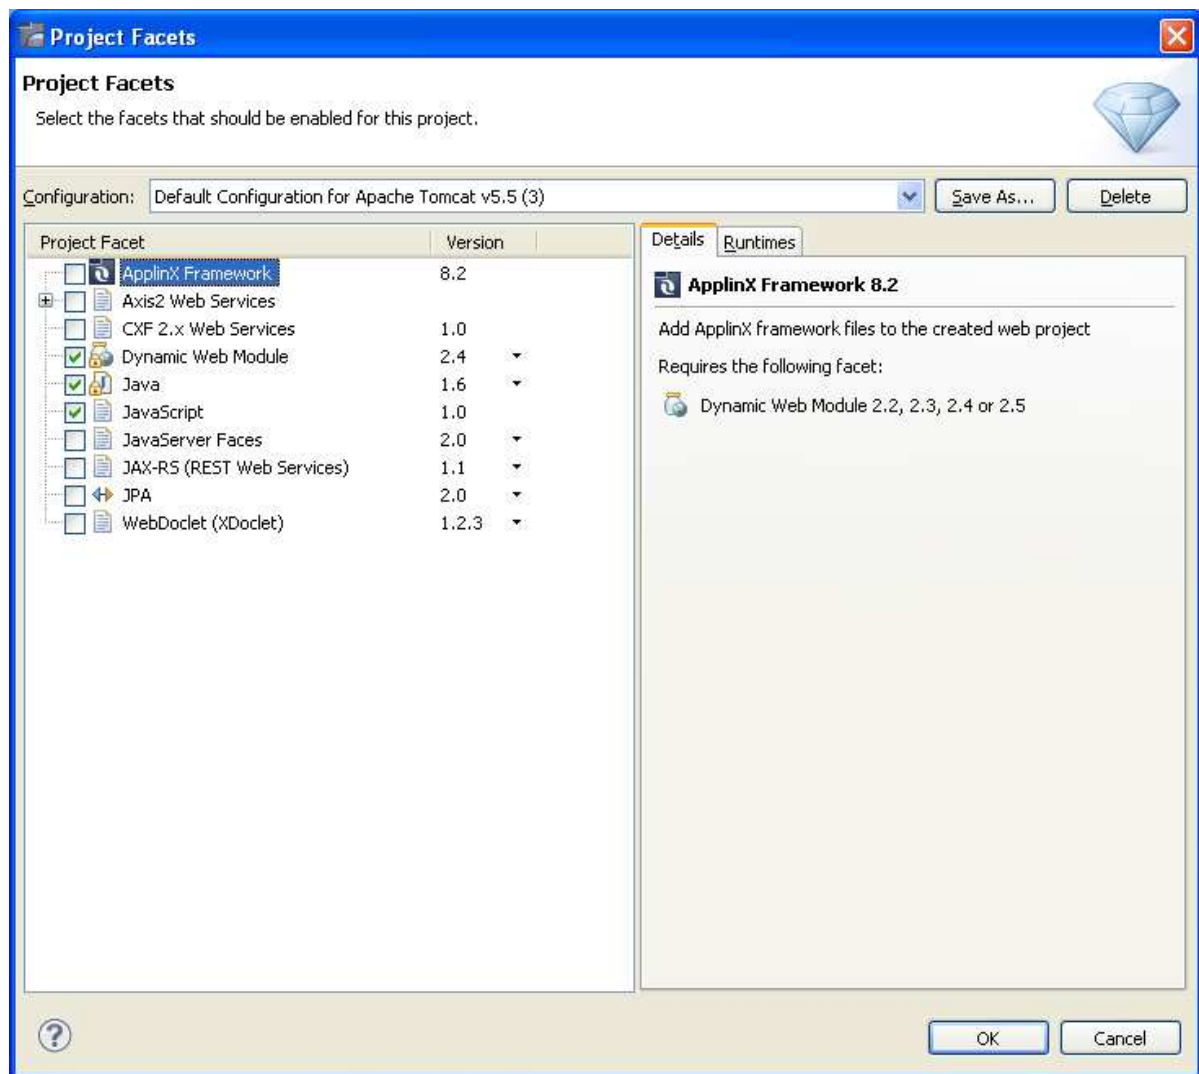 Project Facets
Project Facets
Select the facets that should be enabled for this project.
Configuration: Default Configuration for Apache Tomcat v5.5 (3) Save As... Delete
Project Facet Version
ApplinX Framework 8.2
Axis2 Web Services
CXF 2.x Web Services 1.0
Dynamic Web Module 2.4
Java 1.6
JavaScript 1.0
JavaServer Faces 2.0
JAX-RS (REST Web Services) 1.1
JPA 2.0
WebDoclet (XDoclet) 1.2.3
Details Runtimes
ApplinX Framework 8.2
Add ApplinX framework files to the created web project
Requires the following facet:
Dynamic Web Module 2.2, 2.3, 2.4 or 2.5
? OK Cancel